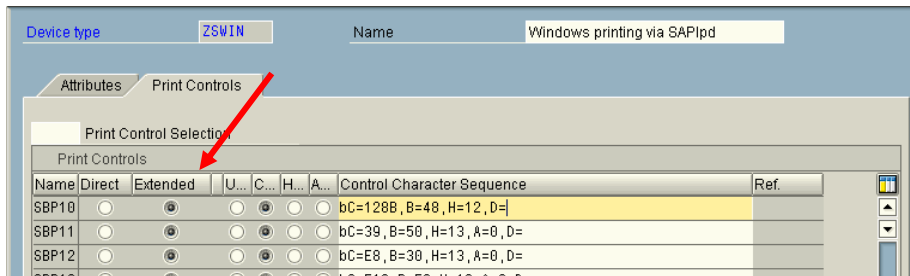 Device type ZSWIN Name Windows printing via SAPlpd
Attributes Print Controls
Print Control Selection
Print Controls
Name Direct Extended U... C... H... A... Control Character Sequence Ref.
SBP10 bC=128B,B=48,H=12,D=
SBP11 bC=39,B=50,H=13,A=0,D=
SBP12 bC=E8,B=30,H=13,A=0,D=